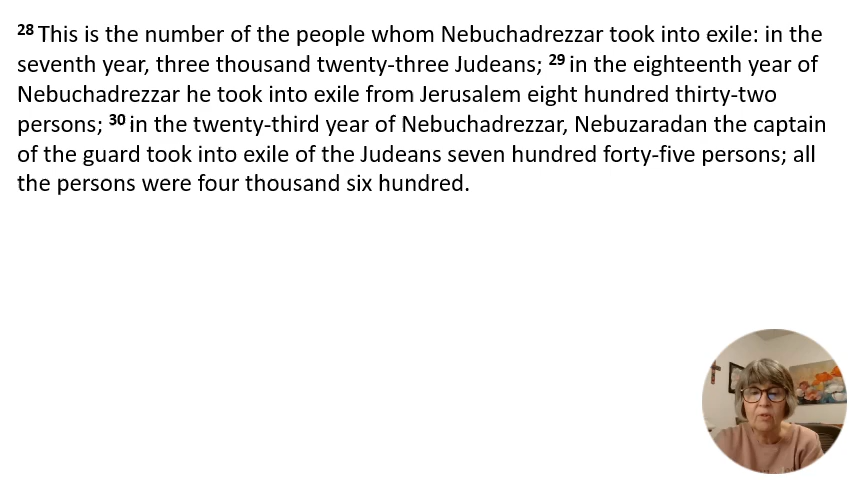 28 This is the number of the people whom Nebuchadrezzar took into exile: in the
seventh year, three thousand twenty-three Judeans; 29 in the eighteenth year of
Nebuchadrezzar he took into exile from Jerusalem eight hundred thirty-two
persons; 30 in the twenty-third year of Nebuchadrezzar, Nebuzaradan the captain
of the guard took into exile of the Judeans seven hundred forty-five persons; all
the persons were four thousand six hundred.